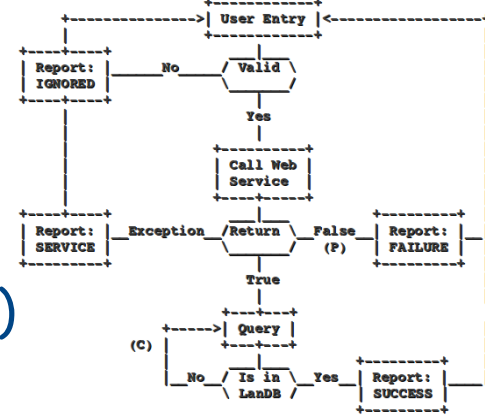 User Entry
Report:
IGNORED
No
Valid
Yes
Call Web
Service
Report:
SERVICE
Exception
Return
False
(P)
Report:
FAILURE
True
Query
(C)
No
Is in
LanDB
Yes
Report:
SUCCESS
)